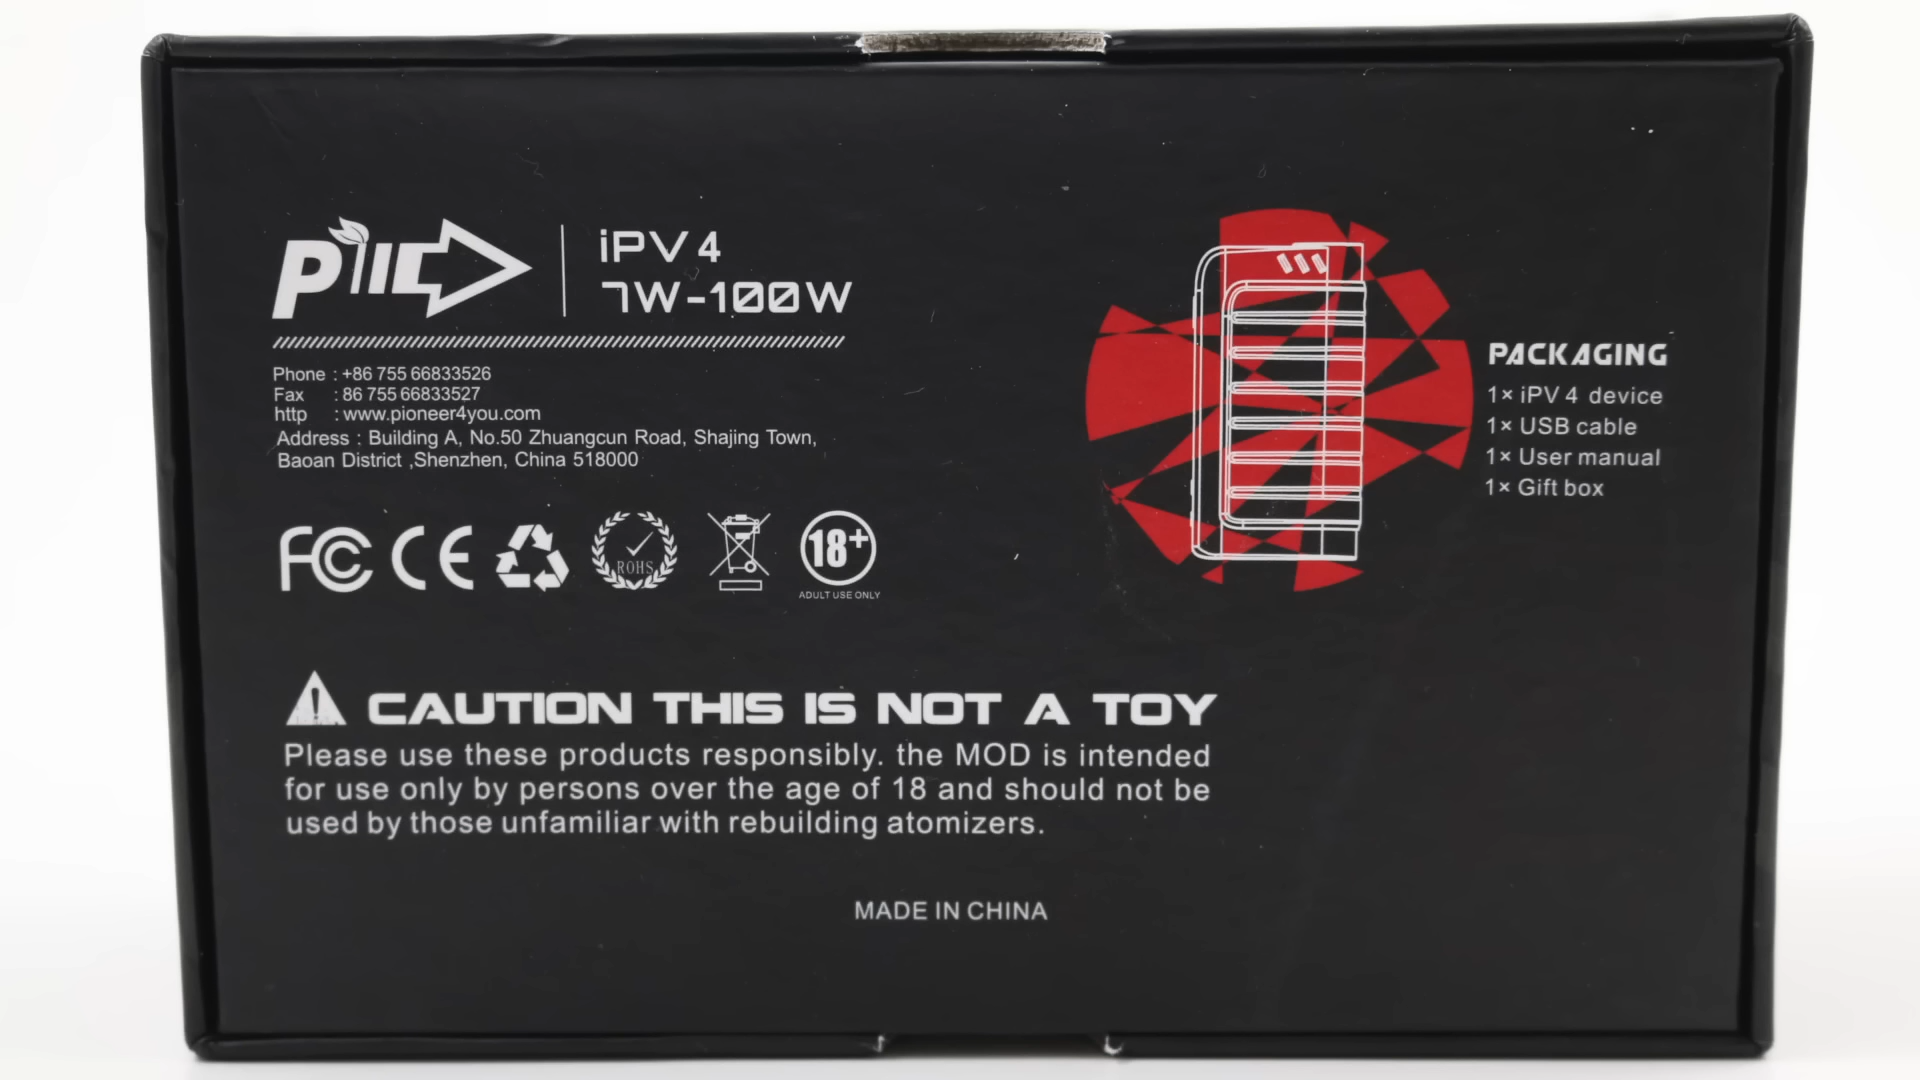 iPV 4
7W-100W
Phone : +86 755 66833526
Fax : 86 755 66833527
http : www.pioneer4you.com
Address : Building A, No.50 Zhuangcun Road, Shajing Town,
Baoan District ,Shenzhen, China 518000
FC CE ROHS 18+
ADULT USE ONLY
PACKAGING
1× iPV 4 device
1× USB cable
1× User manual
1× Gift box
CAUTION THIS IS NOT A TOY
Please use these products responsibly. the MOD is intended
for use only by persons over the age of 18 and should not be
used by those unfamiliar with rebuilding atomizers.
MADE IN CHINA